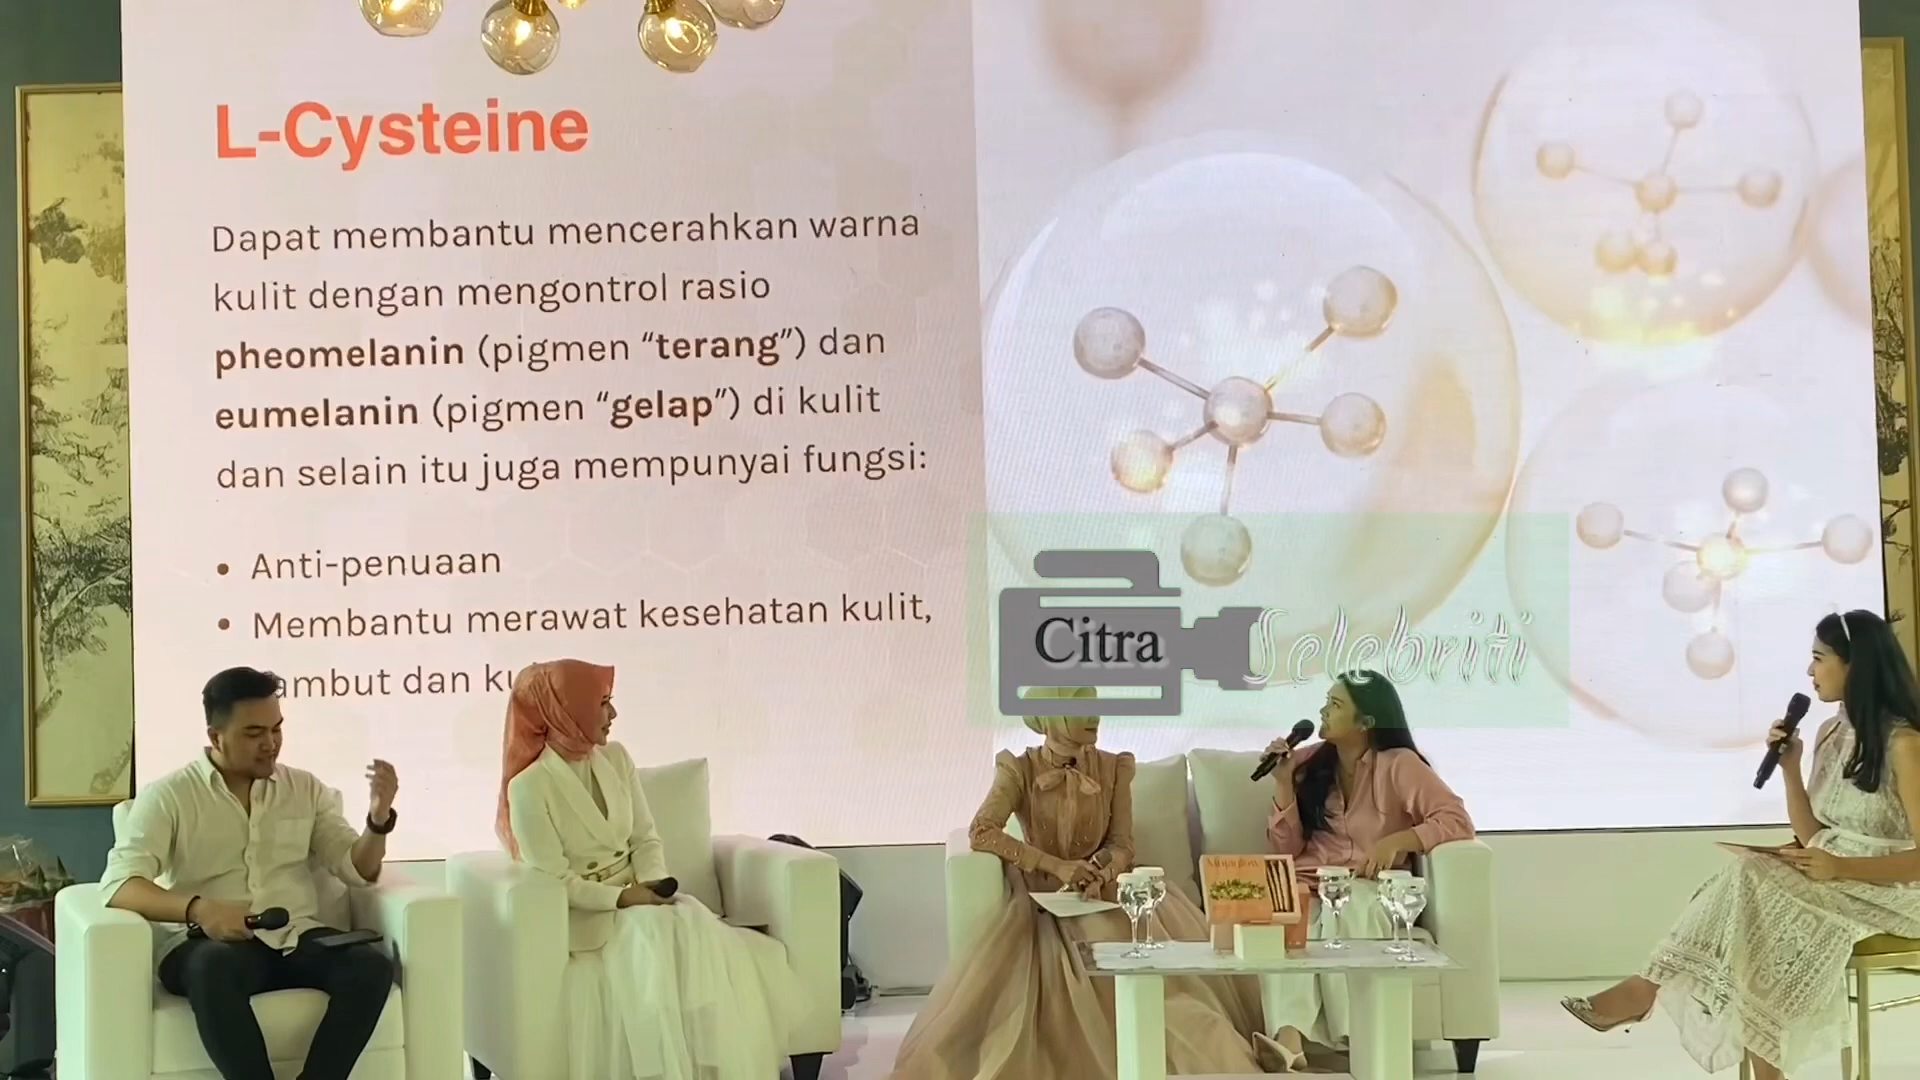 L-Cysteine
Dapat membantu mencerahkan warna
kulit dengan mengontrol rasio
pheomelanin (pigmen “terang”) dan
eumelanin (pigmen “gelap”) di kulit
dan selain itu juga mempunyai fungsi:
• Anti-penuaan
• Membantu merawat kesehatan kulit,
dan
Citra Selebriti